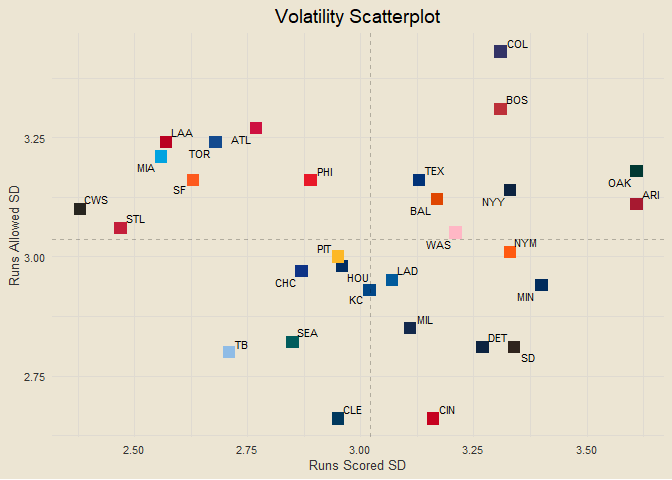 Volatility Scatterplot
COL
BOS
LAA
ATL
TOR
MIA
PHI
TEX
OAK
SF
ARI
CWS
NYY
BAL
STL
WAS
NYM
PIT
LAD
HOU
CHC
KC
MIN
MIL
SEA
DET
TB
SD
CLE
CIN
3.25
3.00
2.75
2.50
2.75
3.00
3.25
3.50
Runs Allowed SD
Runs Scored SD